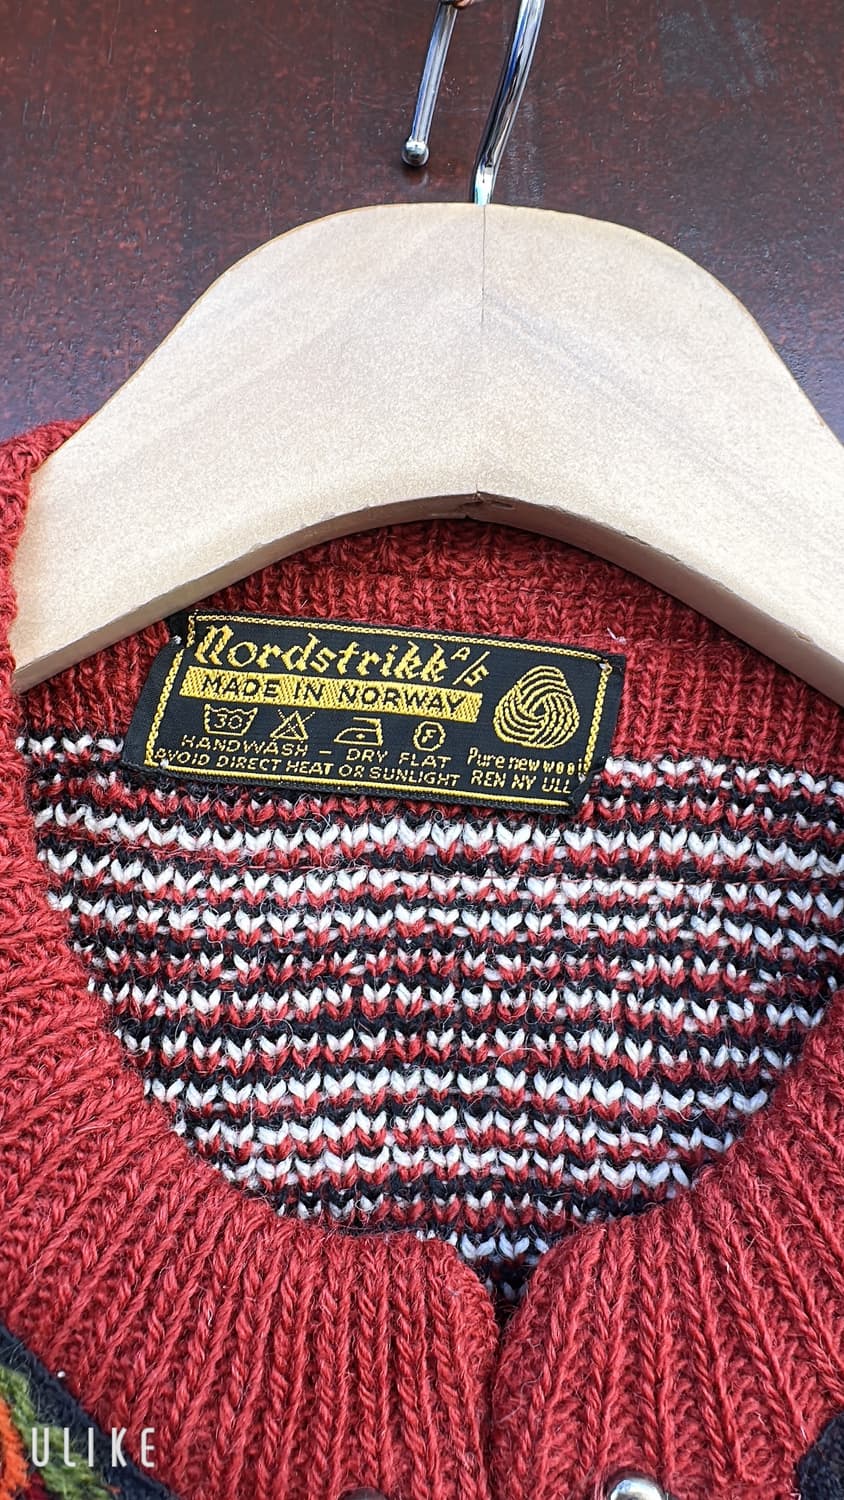 Nordstrikk A/S
MADE IN NORWAY
30 F
HANDWASH - DRY FLAT
AVOID DIRECT HEAT OR SUNLIGHT
Pure new wool
REN NY ULL
ULIKE